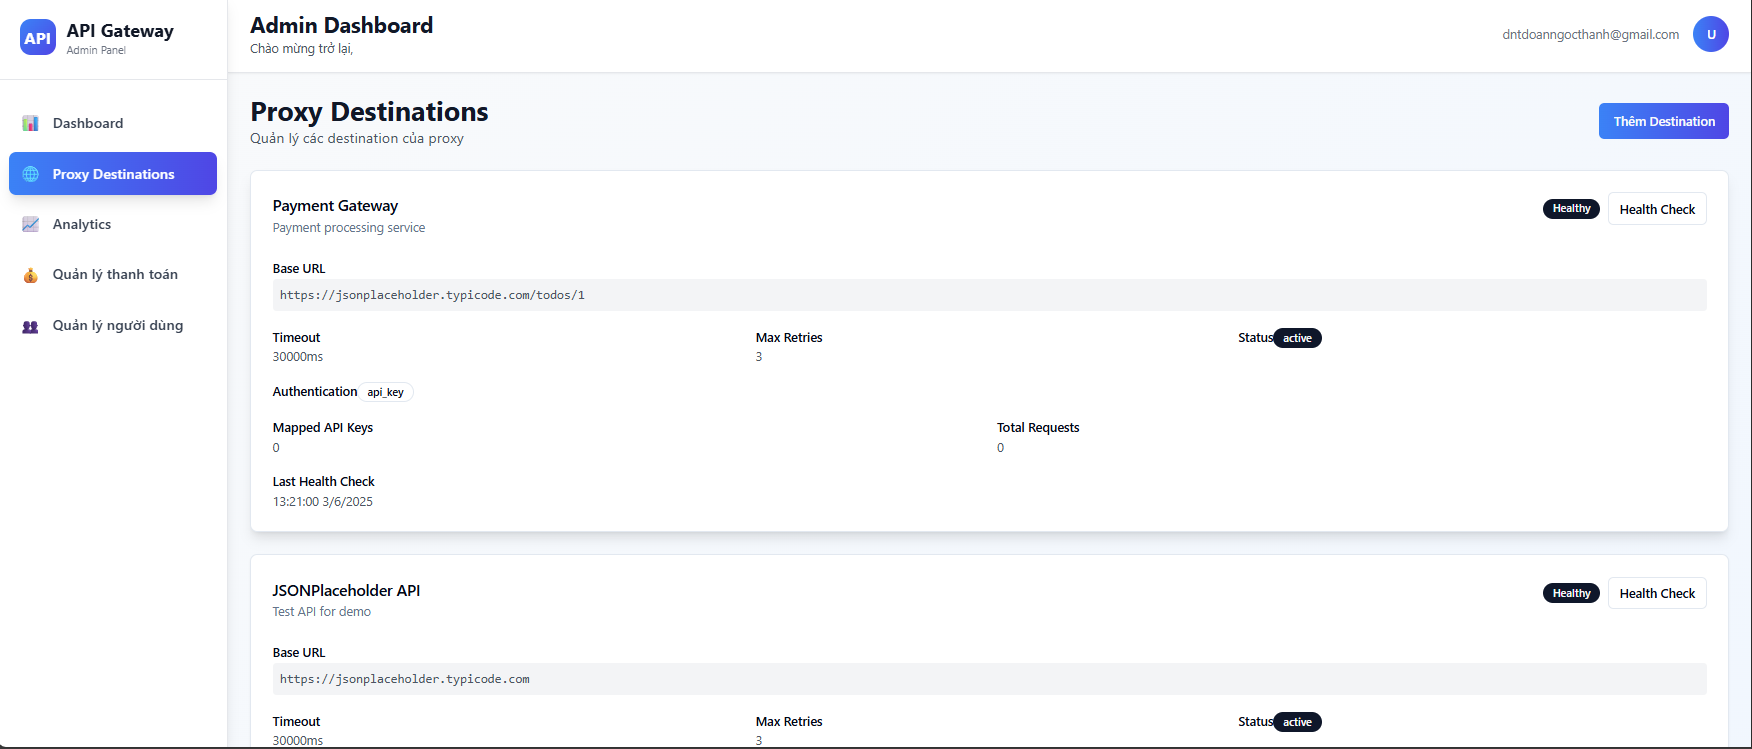 API
API Gateway
Admin Panel
Dashboard
Proxy Destinations
Analytics
Quản lý thanh toán
Quản lý người dùng
Admin Dashboard
Chào mừng trở lại,
dntdoanngocthanh@gmail.com
U
Proxy Destinations
Quản lý các destination của proxy
Thêm Destination
Payment Gateway
Payment processing service
Healthy
Health Check
Base URL
https://jsonplaceholder.typicode.com/todos/1
Timeout
30000ms
Max Retries
3
Status active
Authentication api_key
Mapped API Keys
0
Total Requests
0
Last Health Check
13:21:00 3/6/2025
JSONPlaceholder API
Test API for demo
Healthy
Health Check
Base URL
https://jsonplaceholder.typicode.com
Timeout
30000ms
Max Retries
3
Status active